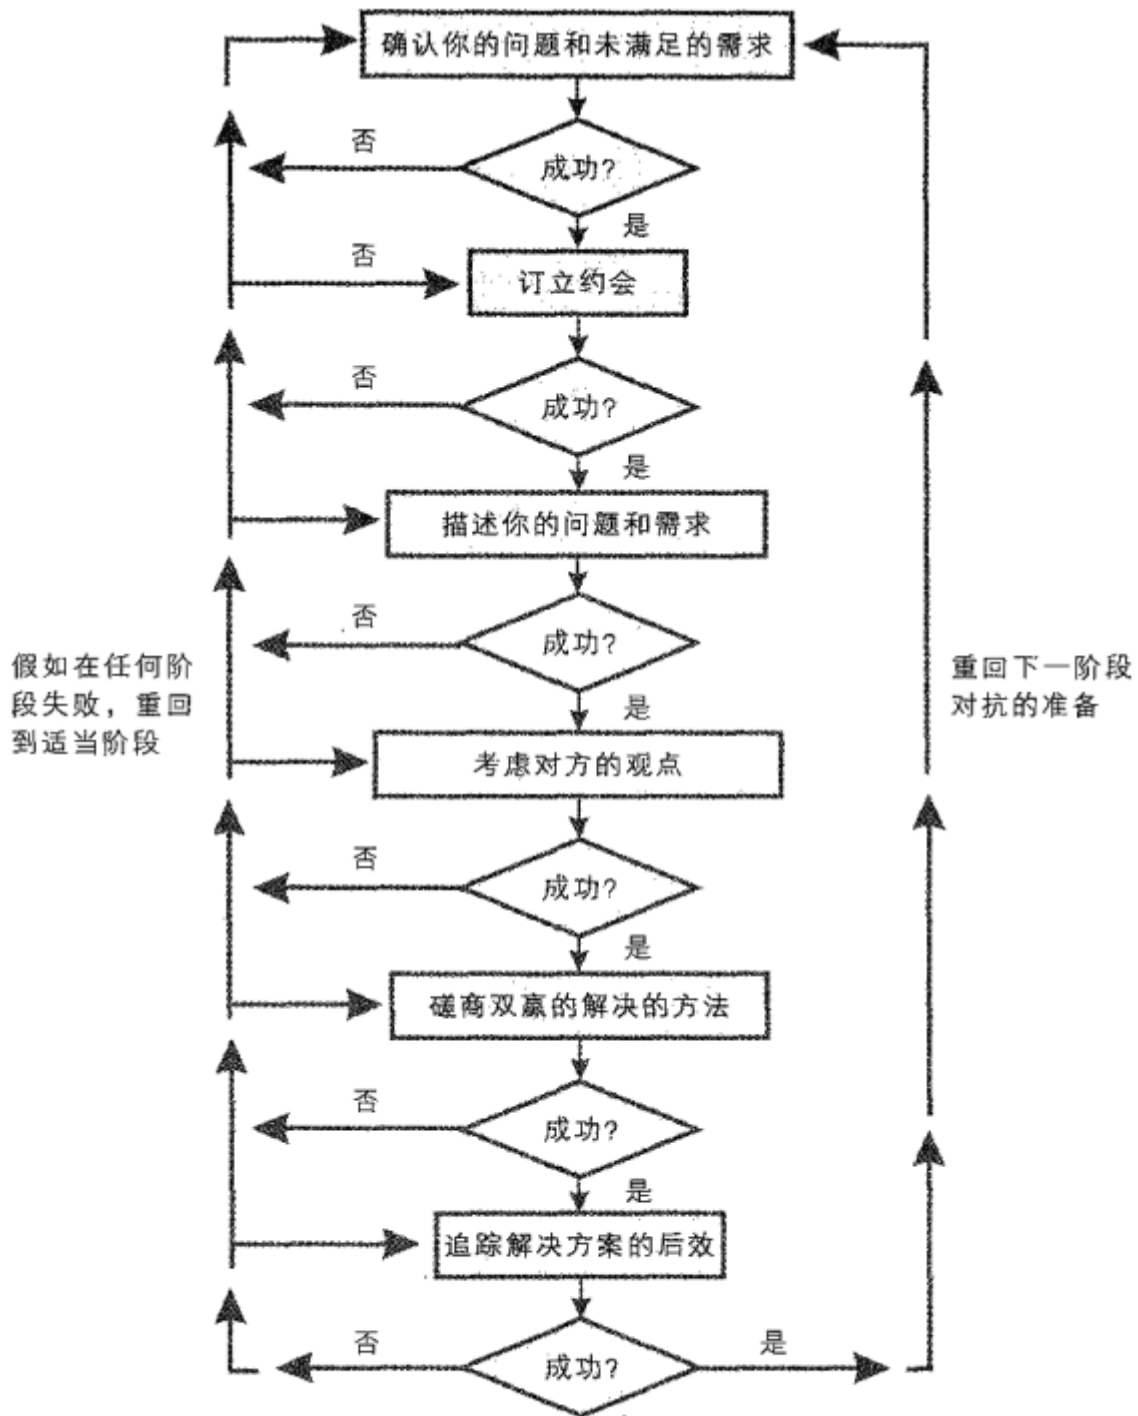 确认你的问题和未满足的需求
否
成功?
是
否
订立约会
否
成功?
是
描述你的问题和需求
否
成功?
假如在任何阶
段失败，重回
到适当阶段
重回下一阶段
对抗的准备
是
考虑对方的观点
否
成功?
是
磋商双赢的解决的方法
否
成功?
是
追踪解决方案的后效
否
成功?
是